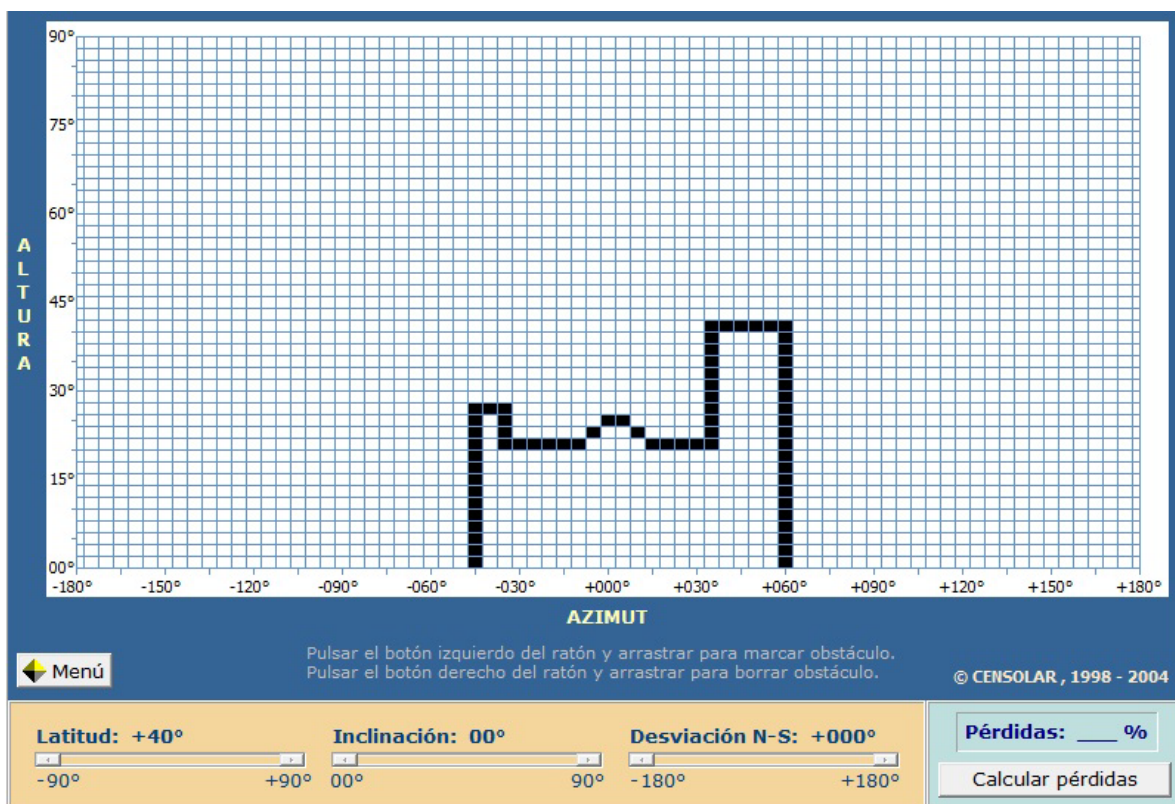 90°
75°
60°
45°
30°
15°
00°
ALTURA
-180° -150° -090° -060° -030° +000° +030° +060° +090° +120° +150° +180°
AZIMUT
Pulsar el botón izquierdo del ratón y arrastrar para marcar obstáculo.
Pulsar el botón derecho del ratón y arrastrar para borrar obstáculo.
Menú
© CENSOLAR , 1998 - 2004
Latitud: +40° Inclinación: 00° Desviación N-S: +000°
-90° +90° 00° 90° -180° +180°
Pérdidas: ___ %
Calcular pérdidas